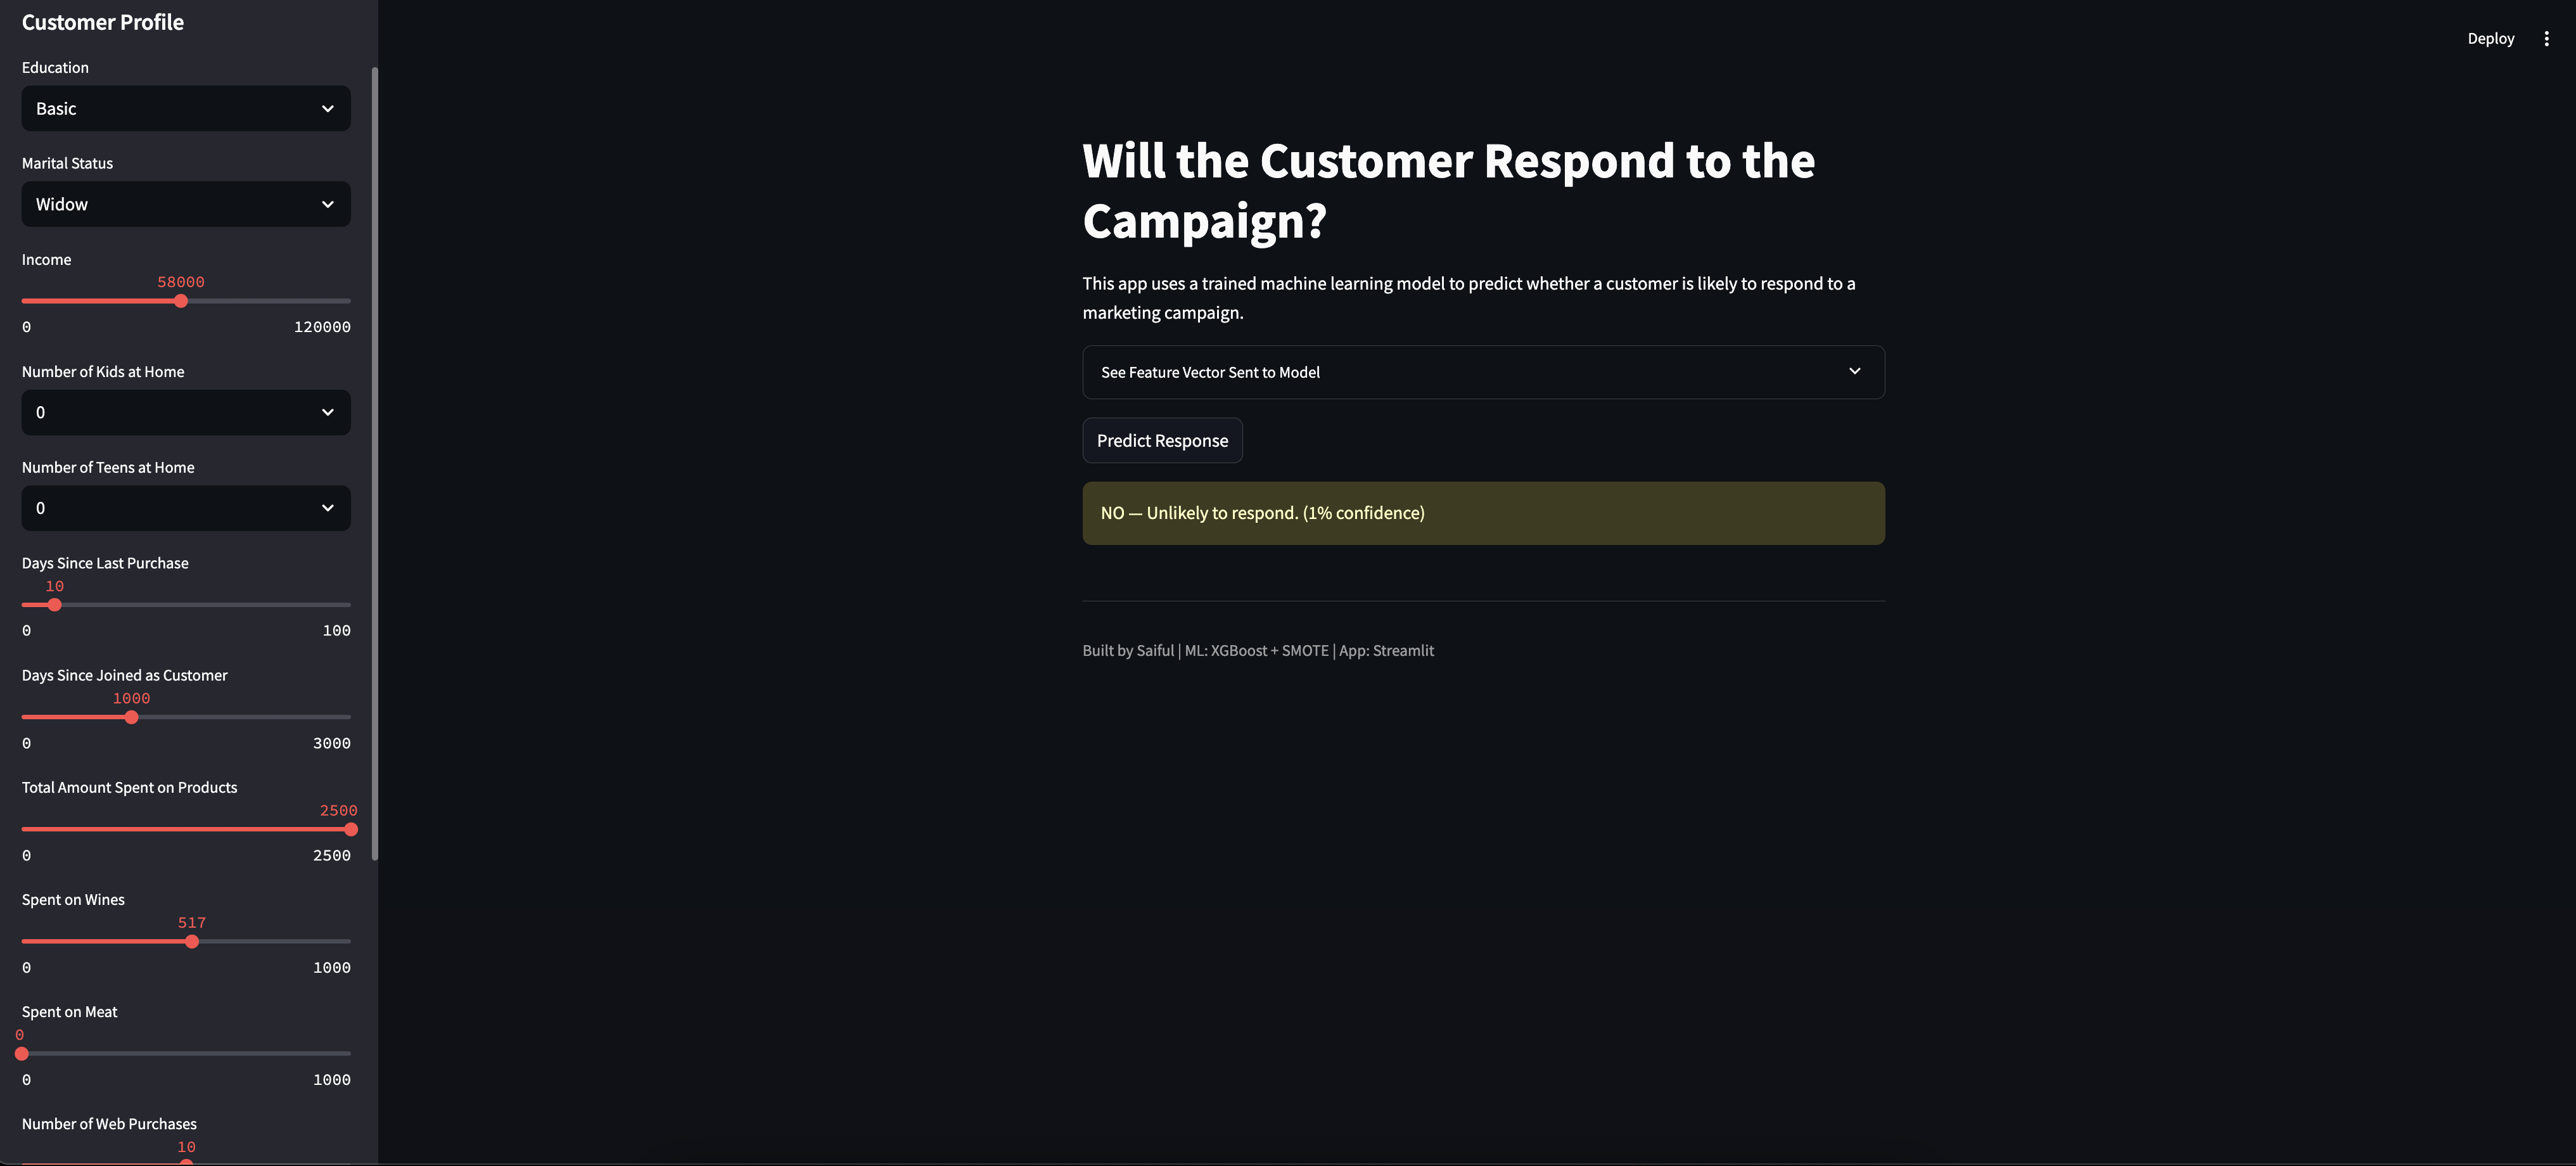 Customer Profile
Education
Basic
Marital Status
Widow
Income
58000
0 120000
Number of Kids at Home
0
Number of Teens at Home
0
Days Since Last Purchase
10
0 100
Days Since Joined as Customer
1000
0 3000
Total Amount Spent on Products
2500
0 2500
Spent on Wines
517
0 1000
Spent on Meat
0
0 1000
Number of Web Purchases
10
Deploy
Will the Customer Respond to the
Campaign?
This app uses a trained machine learning model to predict whether a customer is likely to respond to a
marketing campaign.
See Feature Vector Sent to Model
Predict Response
NO — Unlikely to respond. (1% confidence)
Built by Saiful | ML: XGBoost + SMOTE | App: Streamlit